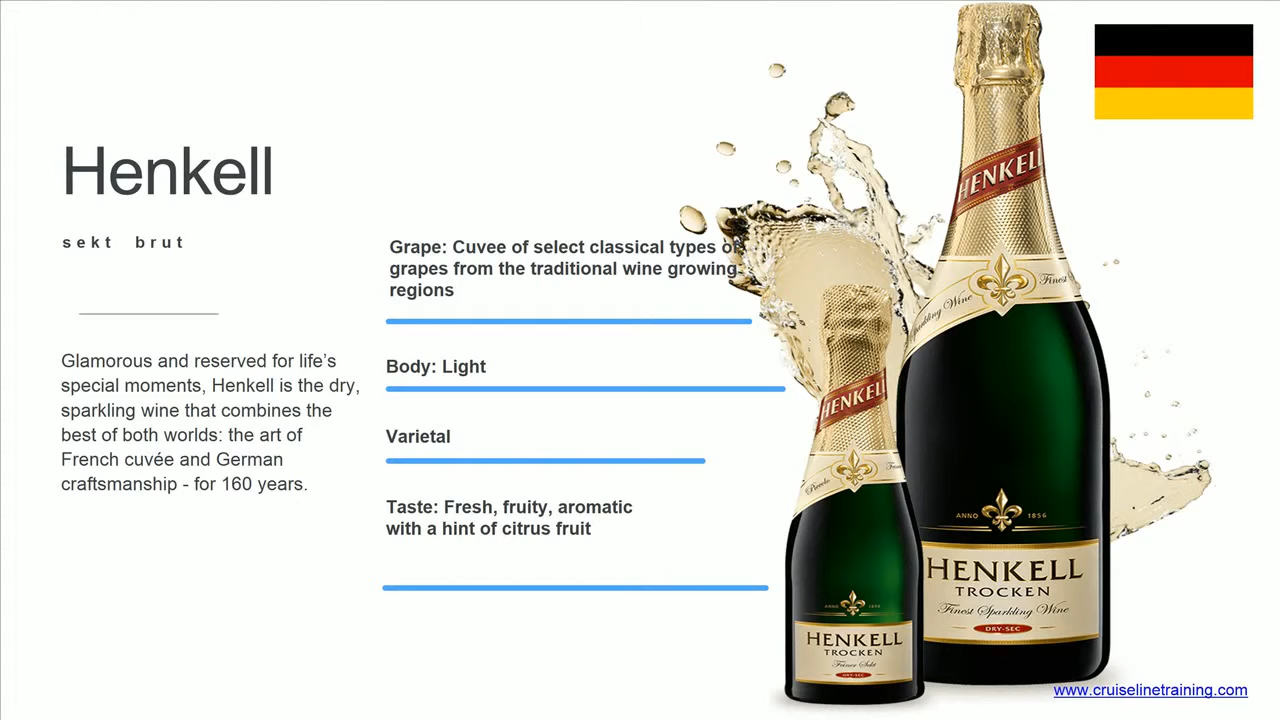 Henkell
sekt brut
Glamorous and reserved for life’s
special moments, Henkell is the dry,
sparkling wine that combines the
best of both worlds: the art of
French cuvée and German
craftsmanship - for 160 years.
Grape: Cuvee of select classical types of
grapes from the traditional wine growing
regions
Body: Light
Varietal
Taste: Fresh, fruity, aromatic
with a hint of citrus fruit
HENKELL
Sparkling Wine
Finest
ANNO 1856
HENKELL
TROCKEN
Finest Sparkling Wine
DRY-SEC
HENKELL
Piccolo
ANNO 1856
HENKELL
TROCKEN
Feiner Sekt
DRY-SEC
www.cruiselinetraining.com